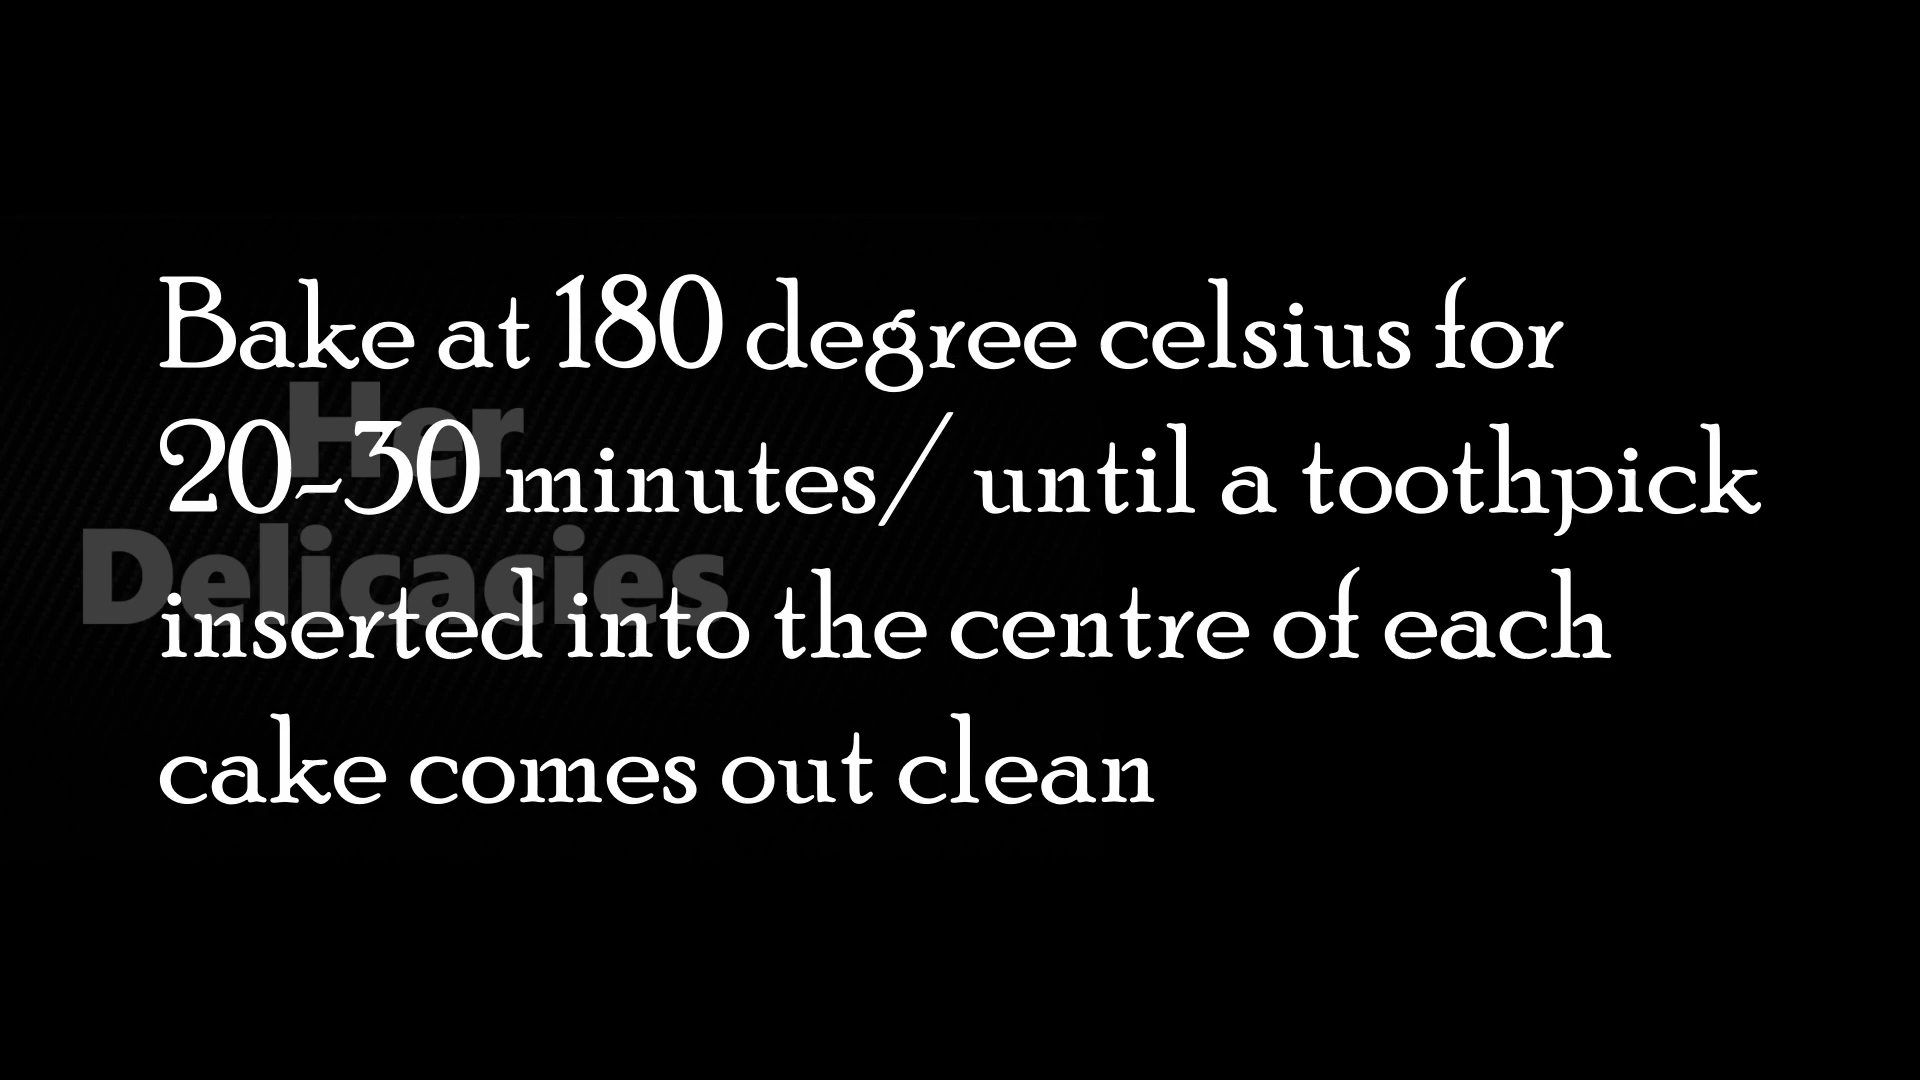 Bake at 180 degree celsius for
20-30 minutes/ until a toothpick
inserted into the centre of each
cake comes out clean
Her
Delicacies